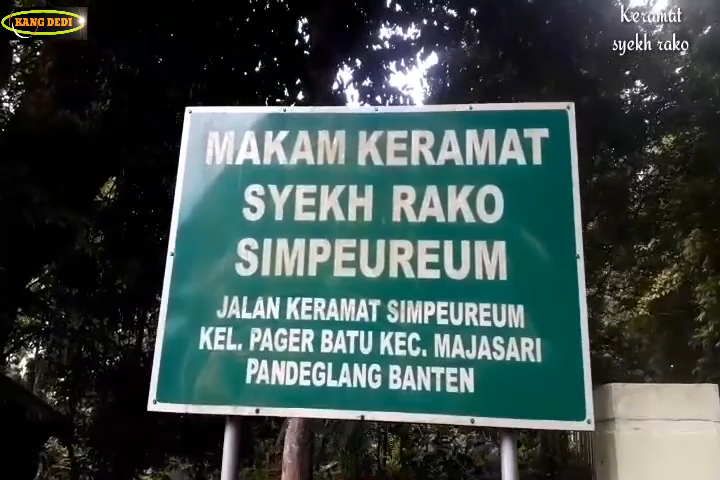 KANG DEDI
Keramat
syekh rako
MAKAM KERAMAT
SYEKH RAKO
SIMPEUREUM
JALAN KERAMAT SIMPEUREUM
KEL. PAGER BATU KEC. MAJASARI
PANDEGLANG BANTEN